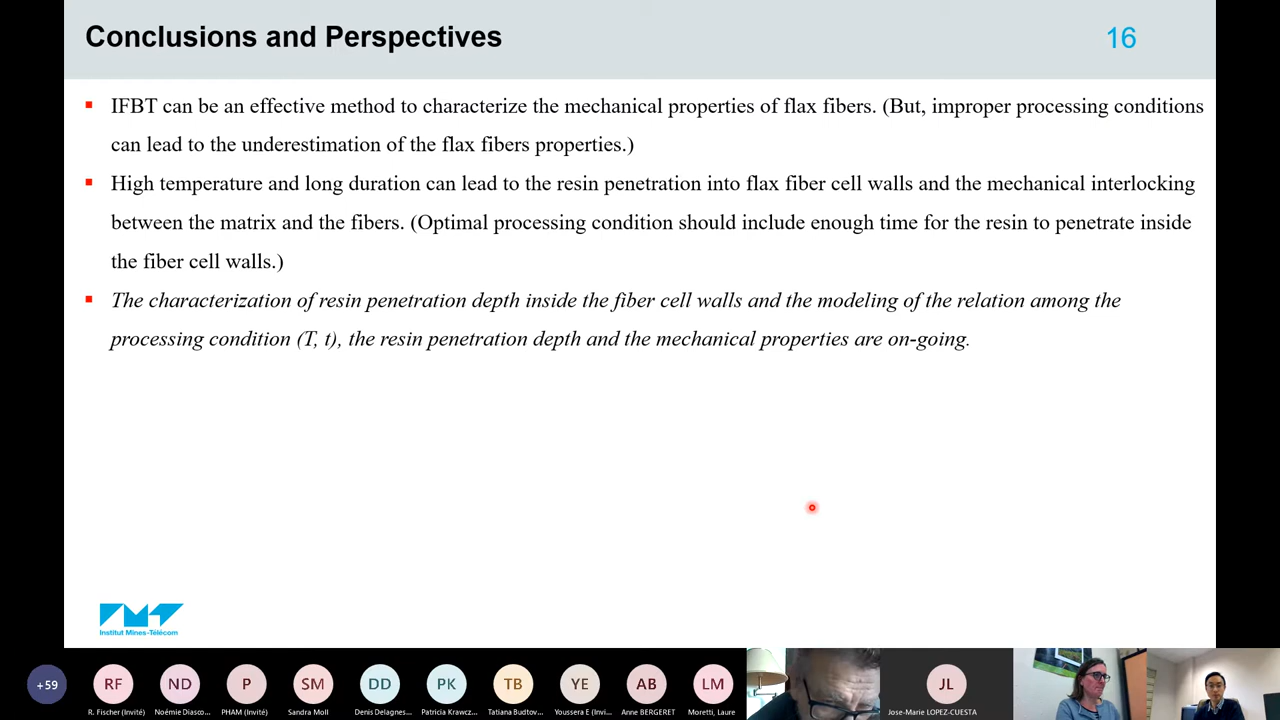 Conclusions and Perspectives
16
IFBT can be an effective method to characterize the mechanical properties of flax fibers. (But, improper processing conditions
can lead to the underestimation of the flax fibers properties.)
High temperature and long duration can lead to the resin penetration into flax fiber cell walls and the mechanical interlocking
between the matrix and the fibers. (Optimal processing condition should include enough time for the resin to penetrate inside
the fiber cell walls.)
The characterization of resin penetration depth inside the fiber cell walls and the modeling of the relation among the
processing condition (T, t), the resin penetration depth and the mechanical properties are on-going.
IMT
Institut Mines-Télécom
+59
RF
ND
P
SM
DD
PK
TB
YE
AB
LM
JL
R. Fischer (Invité)
Noémie Diasco...
PHAM (Invité)
Sandra Moll
Denis Delagnes...
Patricia Krawcz...
Tatiana Budtov...
Youssera E (Invi...
Anne BERGERET
Moretti, Laure
Jose-Marie LOPEZ-CUESTA